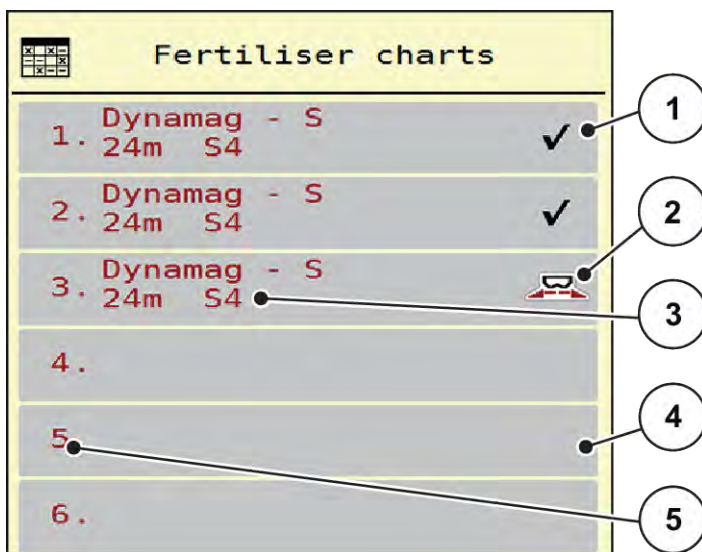 Fertiliser charts
1. Dynamag - S
24m S4
2. Dynamag - S
24m S4
3. Dynamag - S
24m S4
4.
5.
6.
1
2
3
4
5